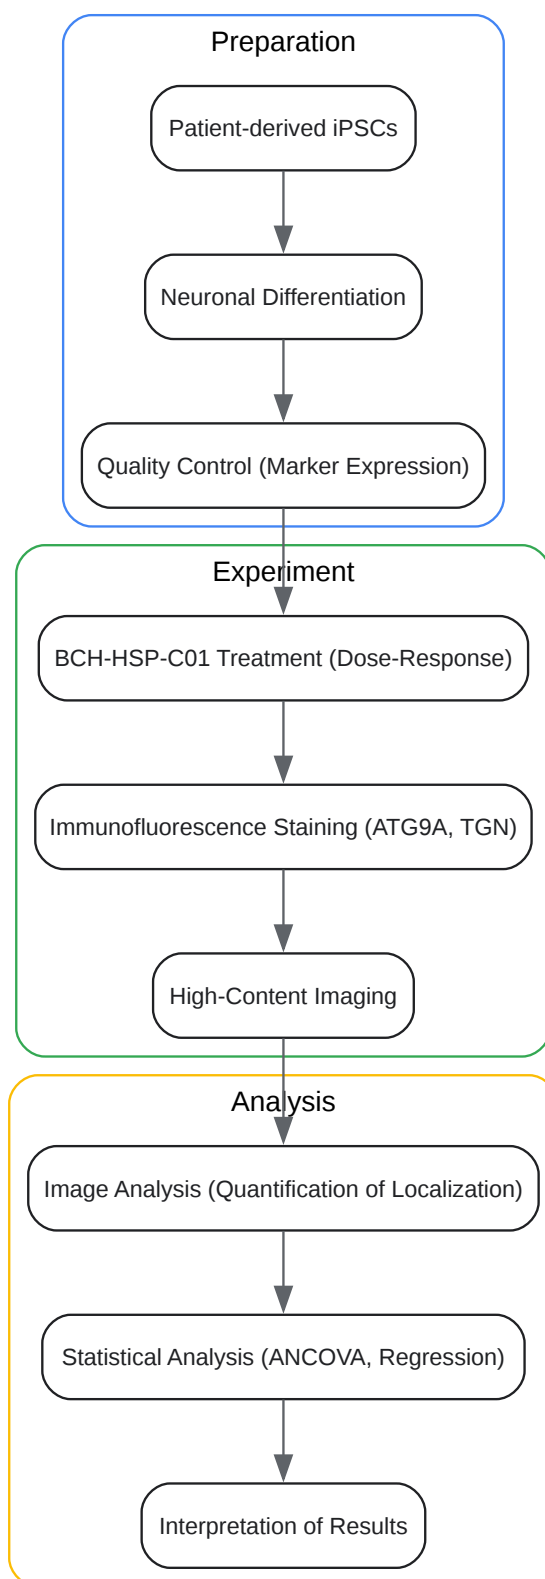 Preparation
Patient-derived iPSCs
Neuronal Differentiation
Quality Control (Marker Expression)
Experiment
BCH-HSP-C01 Treatment (Dose-Response)
Immunofluorescence Staining (ATG9A, TGN)
High-Content Imaging
Analysis
Image Analysis (Quantification of Localization)
Statistical Analysis (ANCOVA, Regression)
Interpretation of Results